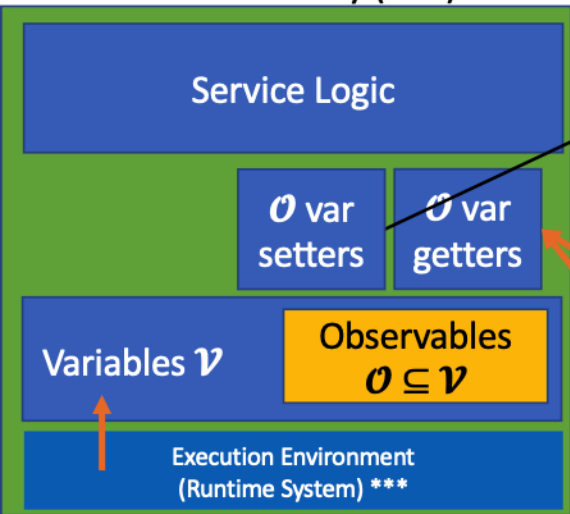 Service Logic
𝓞 var
setters
𝓞 var
getters
Variables 𝓥
Observables
𝓞 ⊆ 𝓥
Execution Environment
(Runtime System) ***